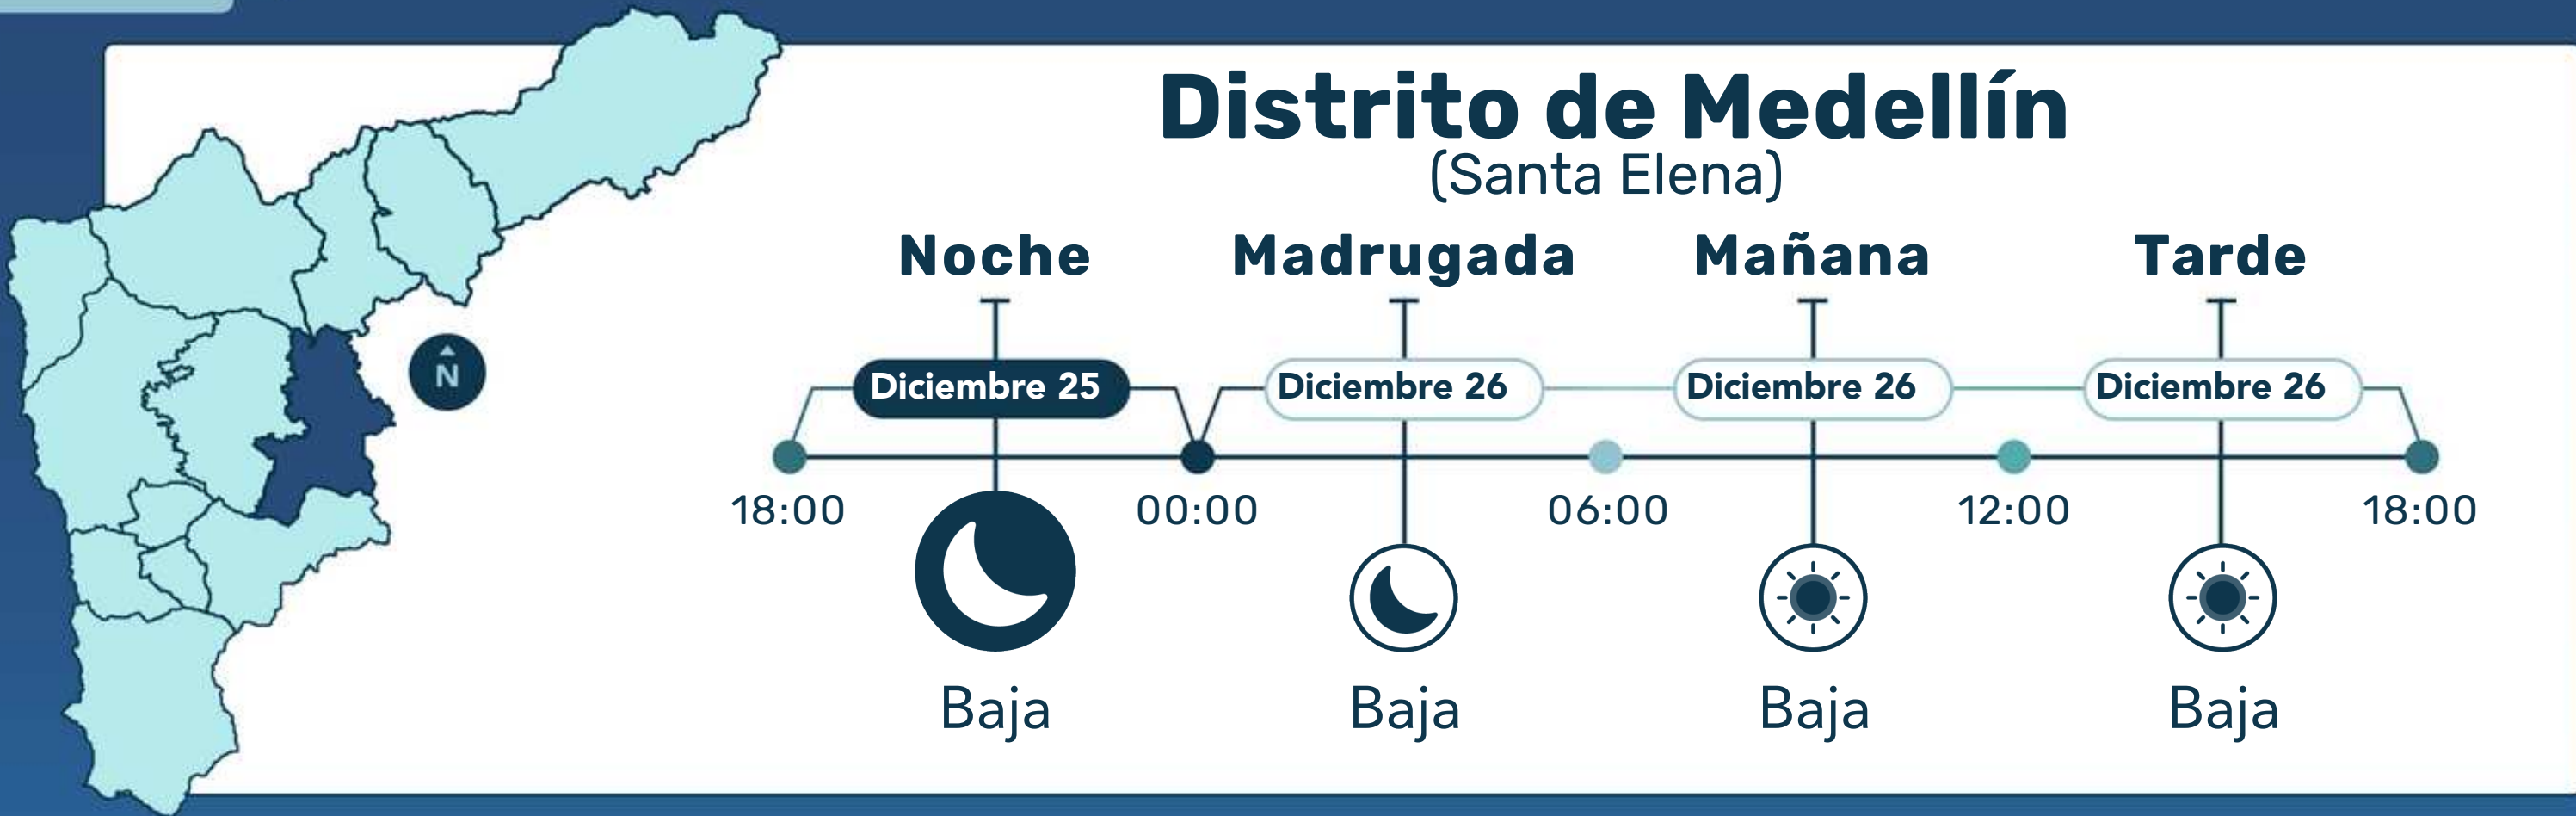 Distrito de Medellín
(Santa Elena)
Noche Madrugada Mañana Tarde
Diciembre 25 Diciembre 26 Diciembre 26 Diciembre 26
N
18:00 00:00 06:00 12:00 18:00
Baja Baja Baja Baja